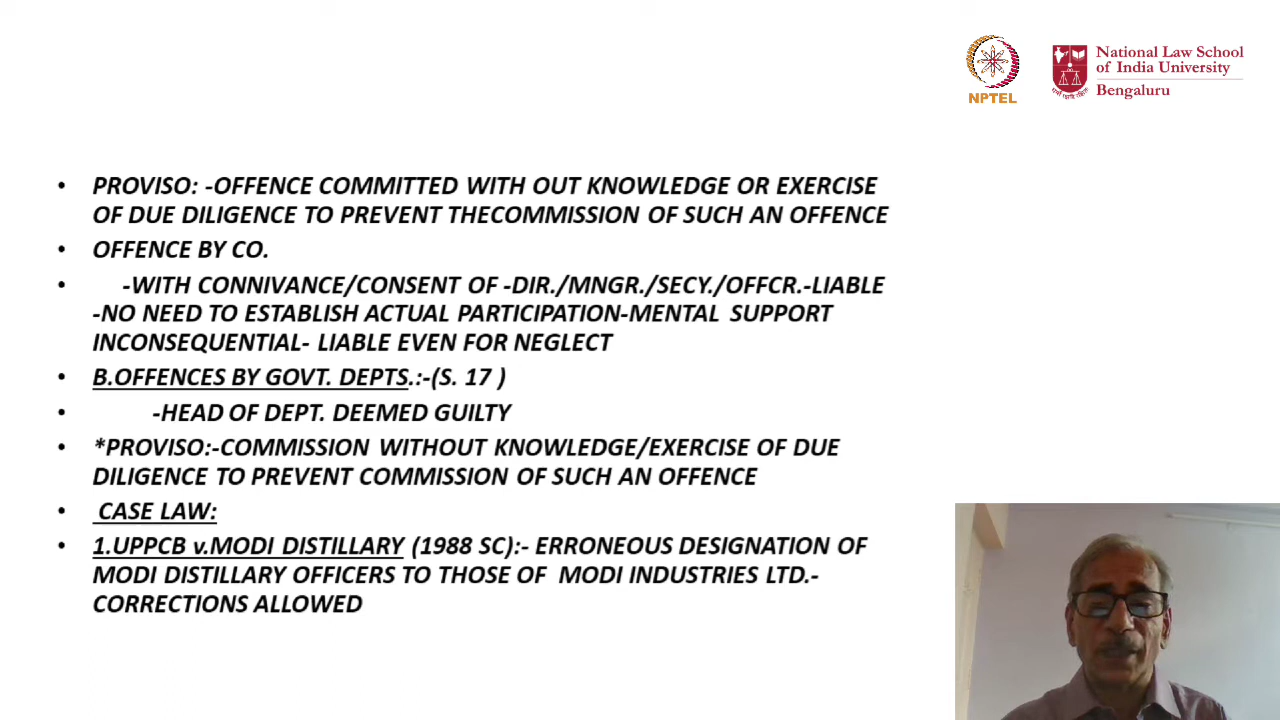 NPTEL
National Law School
of India University
Bengaluru
• PROVISO: -OFFENCE COMMITTED WITH OUT KNOWLEDGE OR EXERCISE
OF DUE DILIGENCE TO PREVENT THECOMMISSION OF SUCH AN OFFENCE
• OFFENCE BY CO.
• -WITH CONNIVANCE/CONSENT OF -DIR./MNGR./SECY./OFFCR.-LIABLE
-NO NEED TO ESTABLISH ACTUAL PARTICIPATION-MENTAL SUPPORT
INCONSEQUENTIAL- LIABLE EVEN FOR NEGLECT
• B.OFFENCES BY GOVT. DEPTS.:-(S. 17 )
• -HEAD OF DEPT. DEEMED GUILTY
• *PROVISO:-COMMISSION WITHOUT KNOWLEDGE/EXERCISE OF DUE
DILIGENCE TO PREVENT COMMISSION OF SUCH AN OFFENCE
• CASE LAW:
• 1.UPPCB v.MODI DISTILLARY (1988 SC):- ERRONEOUS DESIGNATION OF
MODI DISTILLARY OFFICERS TO THOSE OF MODI INDUSTRIES LTD.-
CORRECTIONS ALLOWED